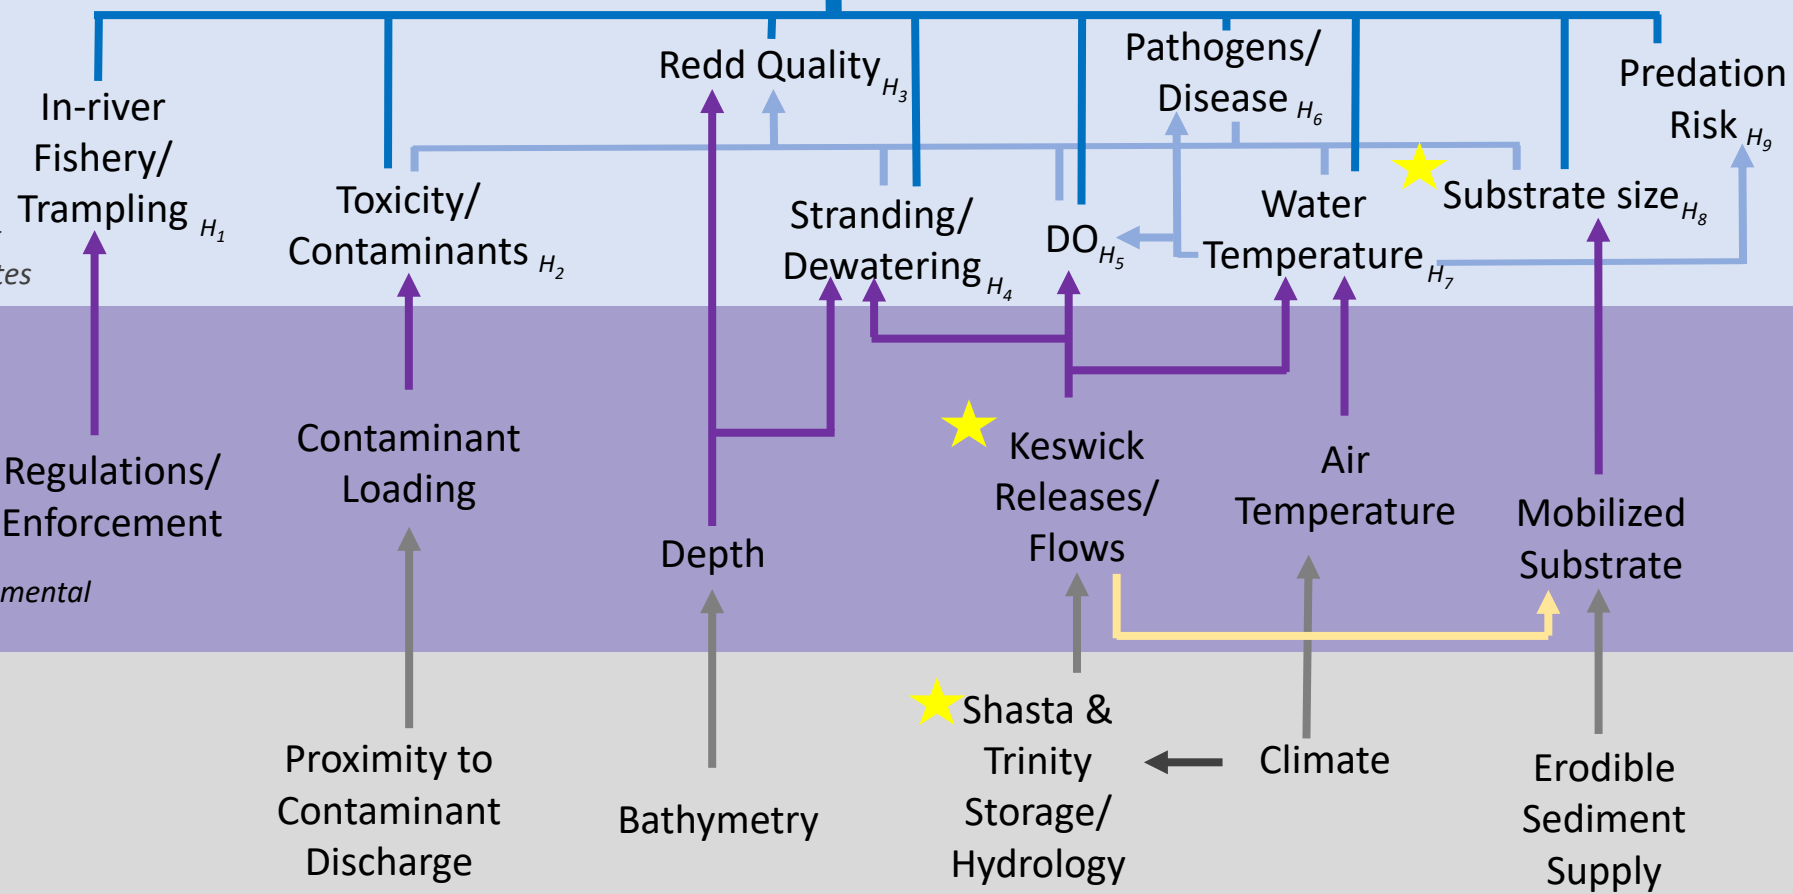 Redd Quality H3
Pathogens/
Disease H6
Predation
Risk H9
In-river
Fishery/
Trampling H1
Toxicity/
Contaminants H2
Stranding/
Dewatering H4
DO H5
Water
Temperature H7
Substrate size H8
tes
Regulations/
Enforcement
Contaminant
Loading
Depth
Keswick
Releases/
Flows
Air
Temperature
Mobilized
Substrate
mental
Proximity to
Contaminant
Discharge
Bathymetry
Shasta &
Trinity
Storage/
Hydrology
Climate
Erodible
Sediment
Supply